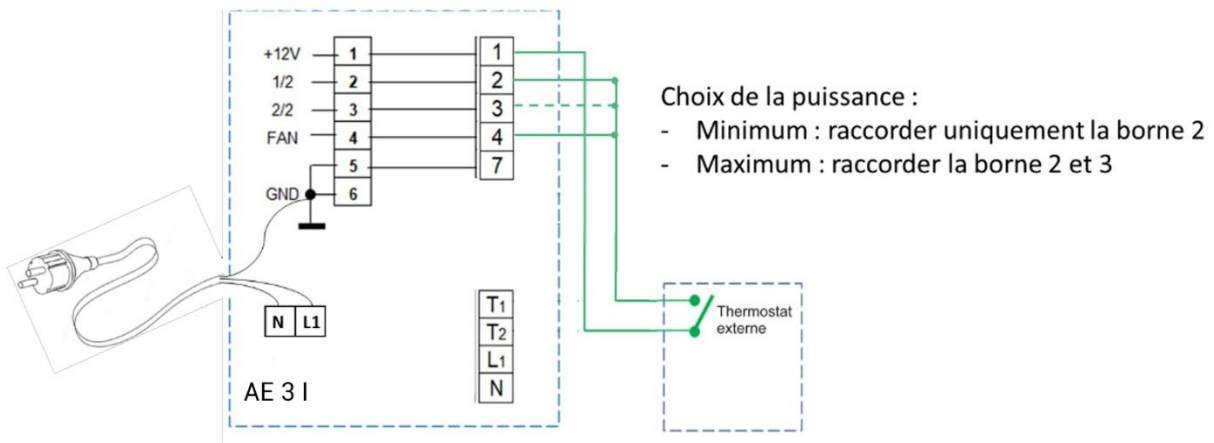 +12V 1 1
1/2 2 2
2/2 3 3
FAN 4 4
5 7
GND 6
Choix de la puissance :
- Minimum : raccorder uniquement la borne 2
- Maximum : raccorder la borne 2 et 3
N L1
T1
T2
L1
N
Thermostat
externe
AE 3 I